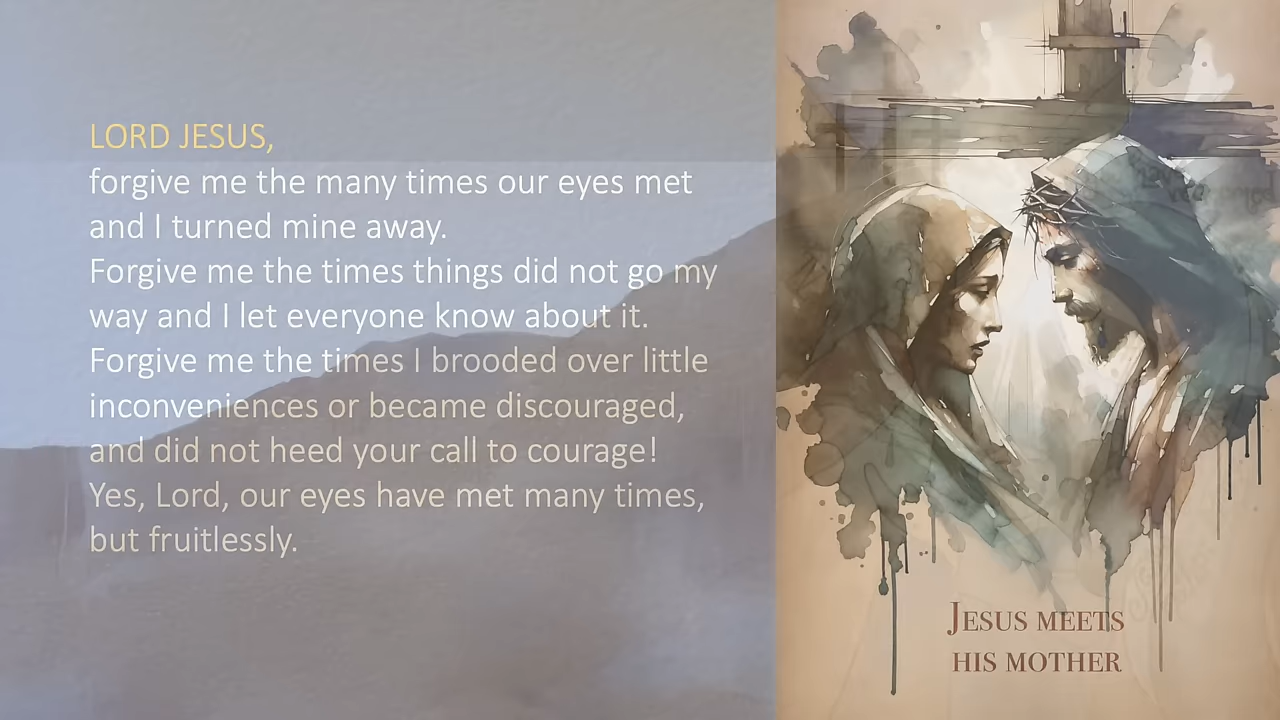 LORD JESUS,
forgive me the many times our eyes met
and I turned mine away.
Forgive me the times things did not go my
way and I let everyone know about it.
Forgive me the times I brooded over little
inconveniences or became discouraged,
and did not heed your call to courage!
Yes, Lord, our eyes have met many times,
but fruitlessly.
JESUS MEETS
HIS MOTHER